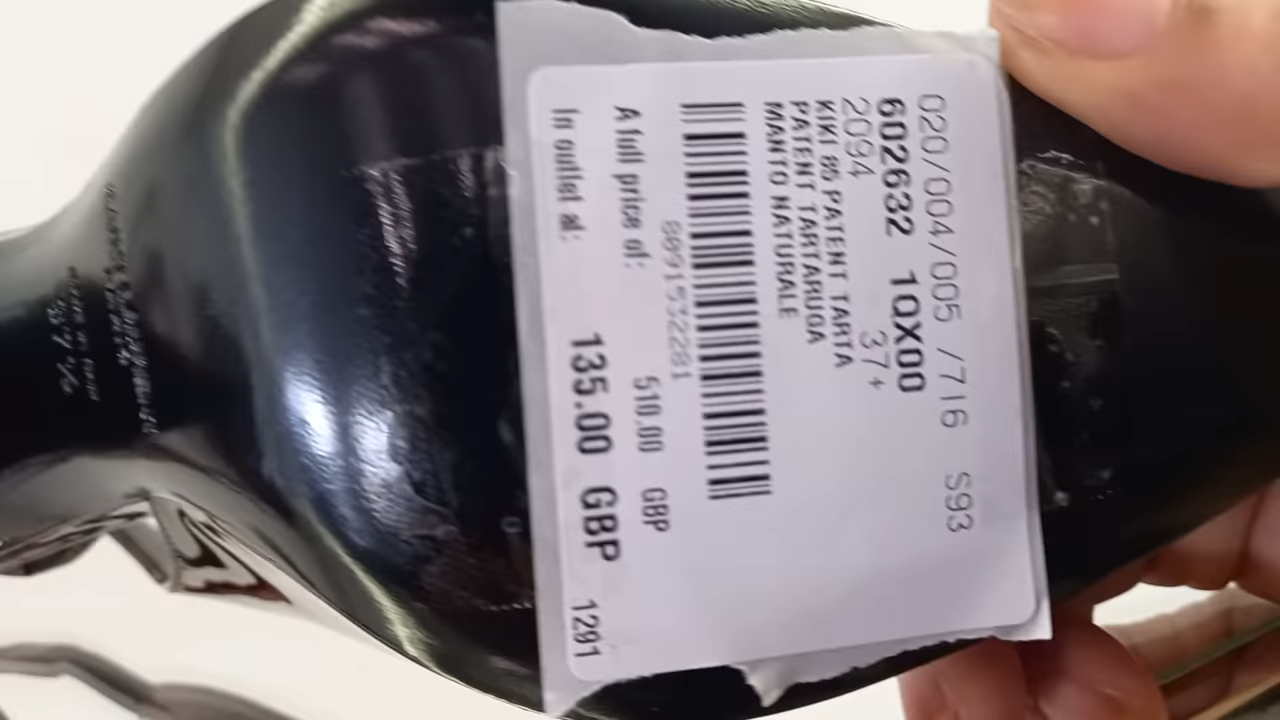 020/004/005 /716 S93
602632 1QX00
2094 37+
KIKI 85 PATENT TARTA
PATENT TARTARUGA
MANTO NATURALE
8091532281
A full price of: 510.00 GBP
In outlet at: 135.00 GBP 1291